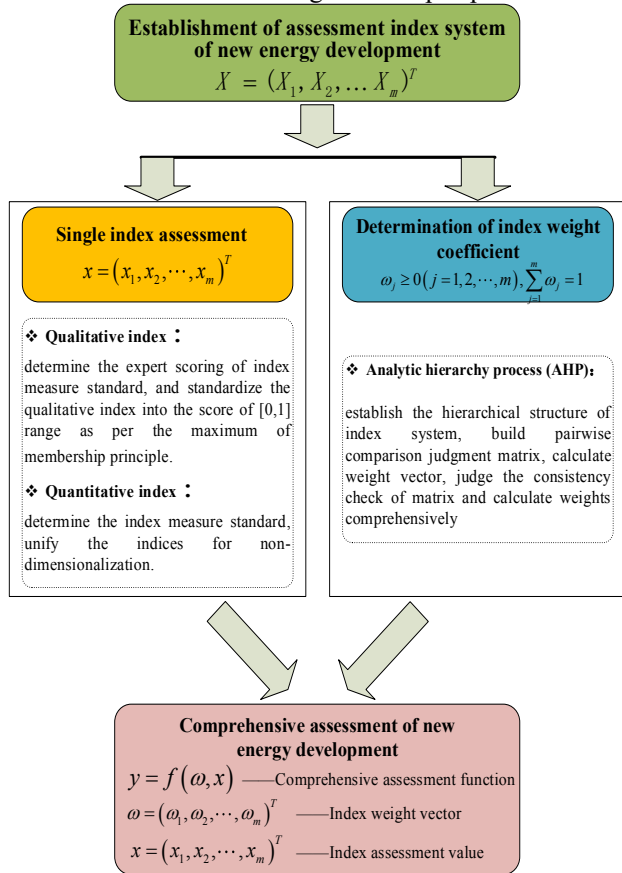 Establishment of assessment index system
of new energy development
X = (X₁, X₂, ... Xₘ)ᵀ
Single index assessment
x = (x₁, x₂, ⋯, xₘ)ᵀ
❖ Qualitative index：
determine the expert scoring of index
measure standard, and standardize the
qualitative index into the score of [0,1]
range as per the maximum of
membership principle.
❖ Quantitative index：
determine the index measure standard,
unify the indices for non-
dimensionalization.
Determination of index weight
coefficient
ωⱼ ≥ 0 (j = 1, 2, ⋯, m), ∑ⱼ₌₁ᵐ ωⱼ = 1
❖ Analytic hierarchy process (AHP)：
establish the hierarchical structure of
index system, build pairwise
comparison judgment matrix, calculate
weight vector, judge the consistency
check of matrix and calculate weights
comprehensively
Comprehensive assessment of new
energy development
y = f(ω, x) ——Comprehensive assessment function
ω = (ω₁, ω₂, ⋯, ωₘ)ᵀ ——Index weight vector
x = (x₁, x₂, ⋯, xₘ)ᵀ ——Index assessment value